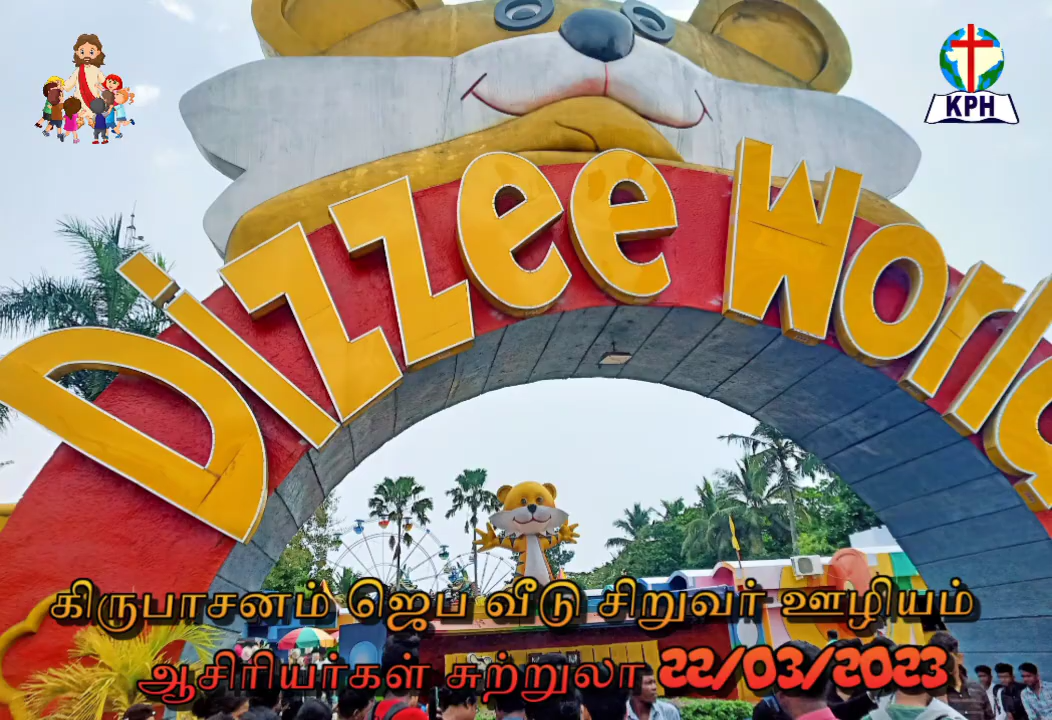 KPH
Dizzee World
கிருபாசனம் ஜெப வீடு சிறுவர் ஊழியம்
ஆசிரியர்கள் சுற்றுலா 22/03/2023